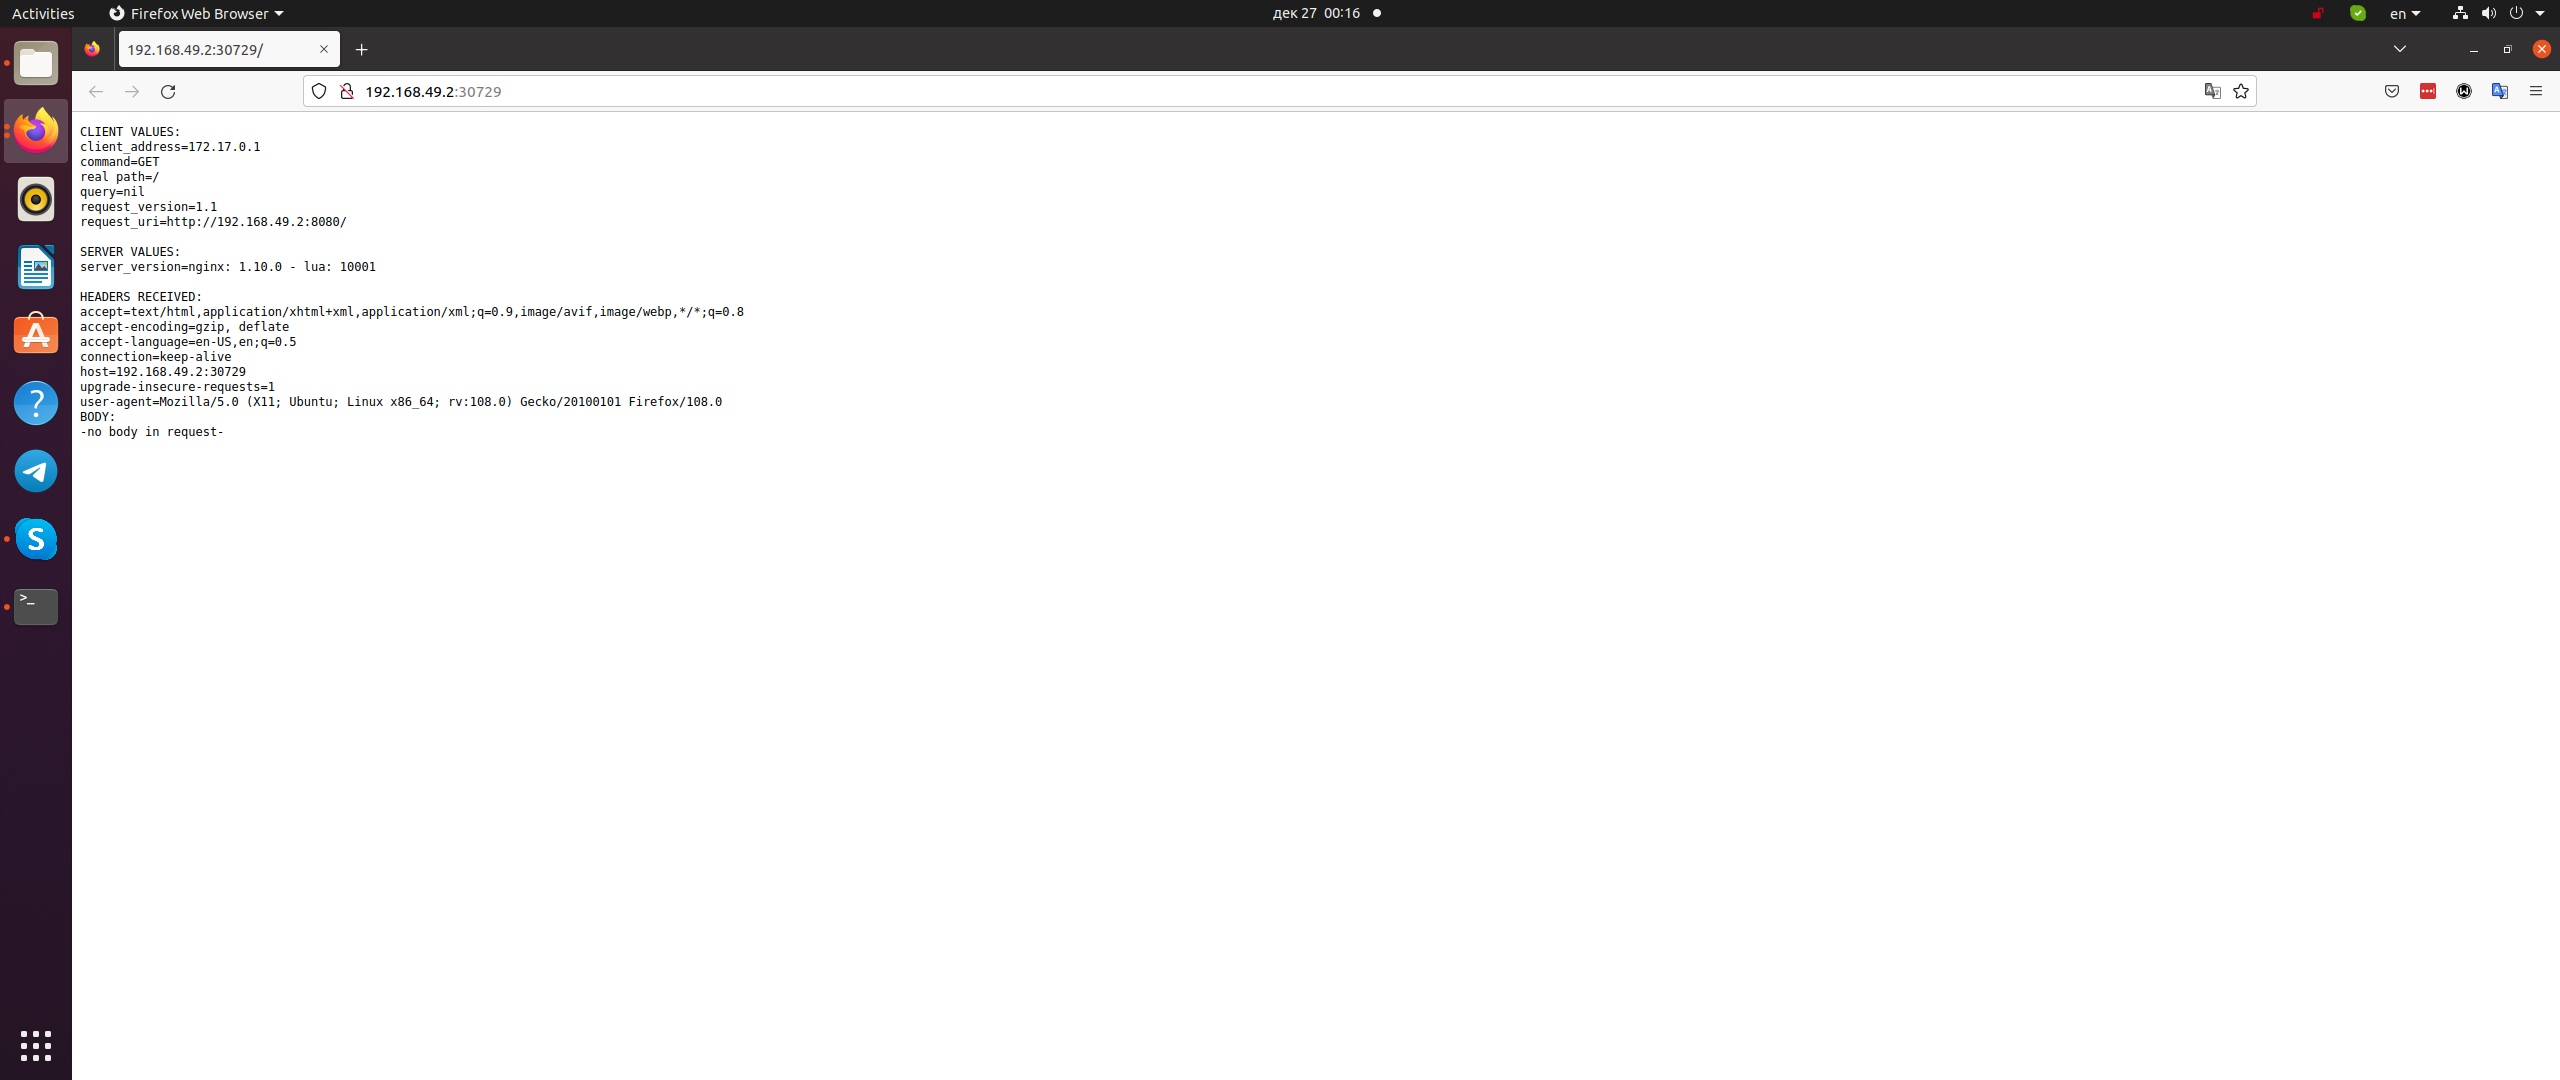 Activities
Firefox Web Browser
дек 27 00:16
en
192.168.49.2:30729/
192.168.49.2:30729
CLIENT VALUES:
client_address=172.17.0.1
command=GET
real path=/
query=nil
request_version=1.1
request_uri=http://192.168.49.2:8080/

SERVER VALUES:
server_version=nginx: 1.10.0 - lua: 10001

HEADERS RECEIVED:
accept=text/html,application/xhtml+xml,application/xml;q=0.9,image/avif,image/webp,*/*;q=0.8
accept-encoding=gzip, deflate
accept-language=en-US,en;q=0.5
connection=keep-alive
host=192.168.49.2:30729
upgrade-insecure-requests=1
user-agent=Mozilla/5.0 (X11; Ubuntu; Linux x86_64; rv:108.0) Gecko/20100101 Firefox/108.0
BODY:
-no body in request-